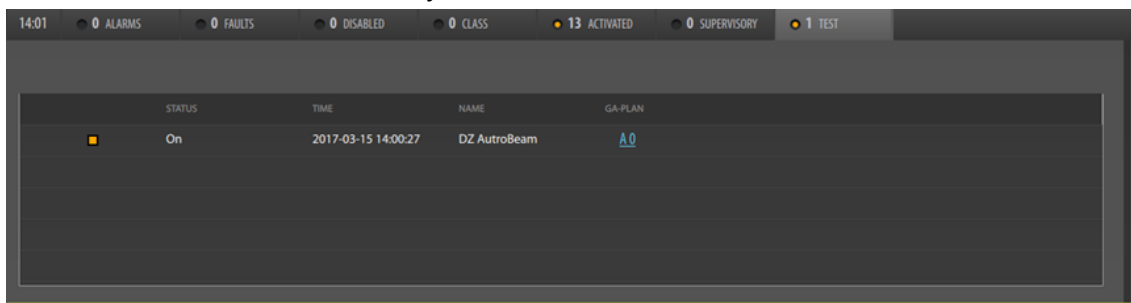 14:01 0 ALARMS 0 FAULTS 0 DISABLED 0 CLASS 13 ACTIVATED 0 SUPERVISORY 1 TEST
STATUS TIME NAME GA-PLAN
On 2017-03-15 14:00:27 DZ AutroBeam A 0